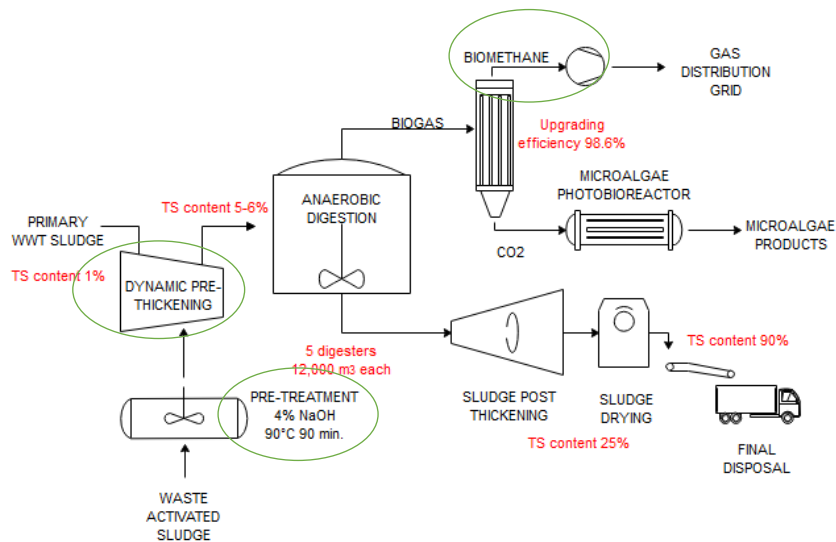 BIOMETHANE
GAS
DISTRIBUTION
GRID
BIOGAS
Upgrading
efficiency 98.6%
MICROALGAE
PHOTOBIOREACTOR
ANAEROBIC
DIGESTION
TS content 5-6%
PRIMARY
WWT SLUDGE
MICROALGAE
PRODUCTS
CO2
TS content 1%
DYNAMIC PRE-
THICKENING
5 digesters
12,000 m3 each
TS content 90%
PRE-TREATMENT
4% NaOH
90°C 90 min.
SLUDGE POST
THICKENING
SLUDGE
DRYING
TS content 25%
FINAL
DISPOSAL
WASTE
ACTIVATED
SLUDGE